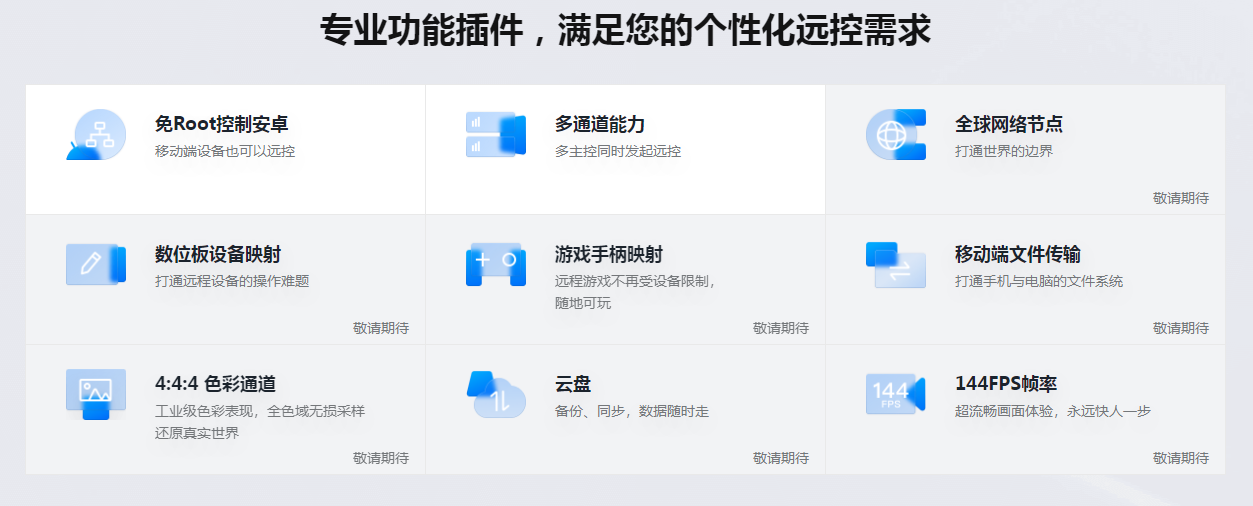 专业功能插件，满足您的个性化远控需求
免Root控制安卓
移动端设备也可以远控
多通道能力
多主控同时发起远控
全球网络节点
打通世界的边界
敬请期待
数位板设备映射
打通远程设备的操作难题
敬请期待
游戏手柄映射
远程游戏不再受设备限制，
随地可玩
敬请期待
移动端文件传输
打通手机与电脑的文件系统
敬请期待
4:4:4 色彩通道
工业级色彩表现，全色域无损采样
还原真实世界
敬请期待
云盘
备份、同步，数据随时走
敬请期待
144
FPS
144FPS帧率
超流畅画面体验，永远快人一步
敬请期待